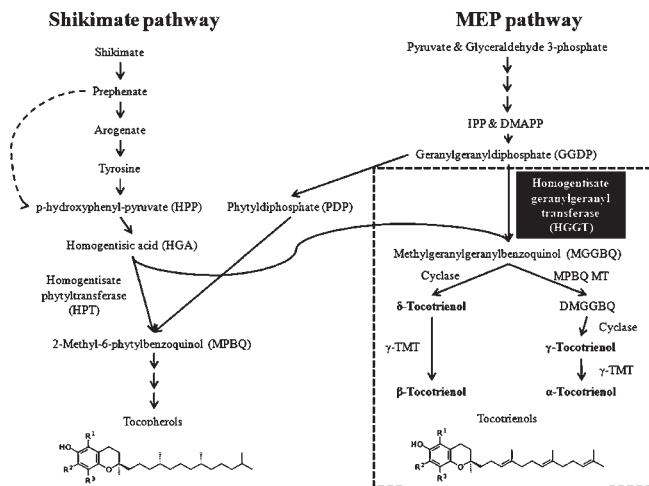 Shikimate pathway
MEP pathway
Shikimate
Prephenate
Arogenate
Tyrosine
p-hydroxyphenyl-pyruvate (HPP)
Homogentisic acid (HGA)
Homogentisate
phytyltransferase
(HPT)
2-Methyl-6-phytylbenzoquinol (MPBQ)
Tocopherols
HO
R¹
R²
R³
O
Pyruvate & Glyceraldehyde 3-phosphate
IPP & DMAPP
Geranylgeranyldiphosphate (GGDP)
Phytyldiphosphate (PDP)
Homogentisate
geranylgeranyl
transferase
(HGGT)
Methylgeranylgeranylbenzoquinol (MGGBQ)
Cyclase
MPBQ MT
δ-Tocotrienol
DMGGBQ
Cyclase
γ-TMT
γ-Tocotrienol
γ-TMT
β-Tocotrienol
α-Tocotrienol
Tocotrienols
HO
R¹
R²
R³
O